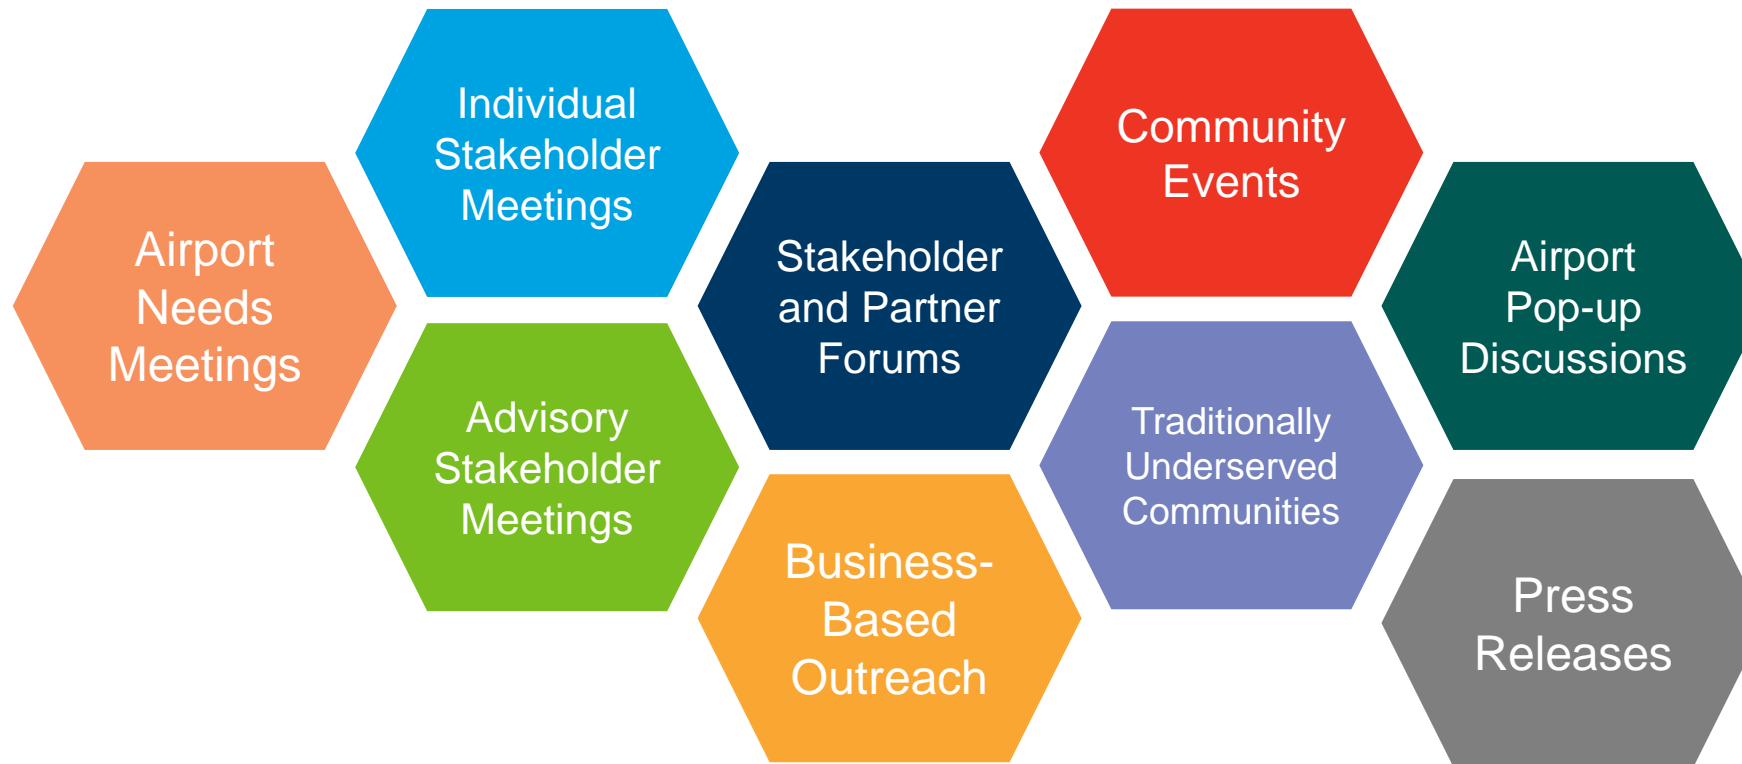 Airport
Needs
Meetings
Individual
Stakeholder
Meetings
Advisory
Stakeholder
Meetings
Stakeholder
and Partner
Forums
Business-
Based
Outreach
Community
Events
Traditionally
Underserved
Communities
Airport
Pop-up
Discussions
Press
Releases